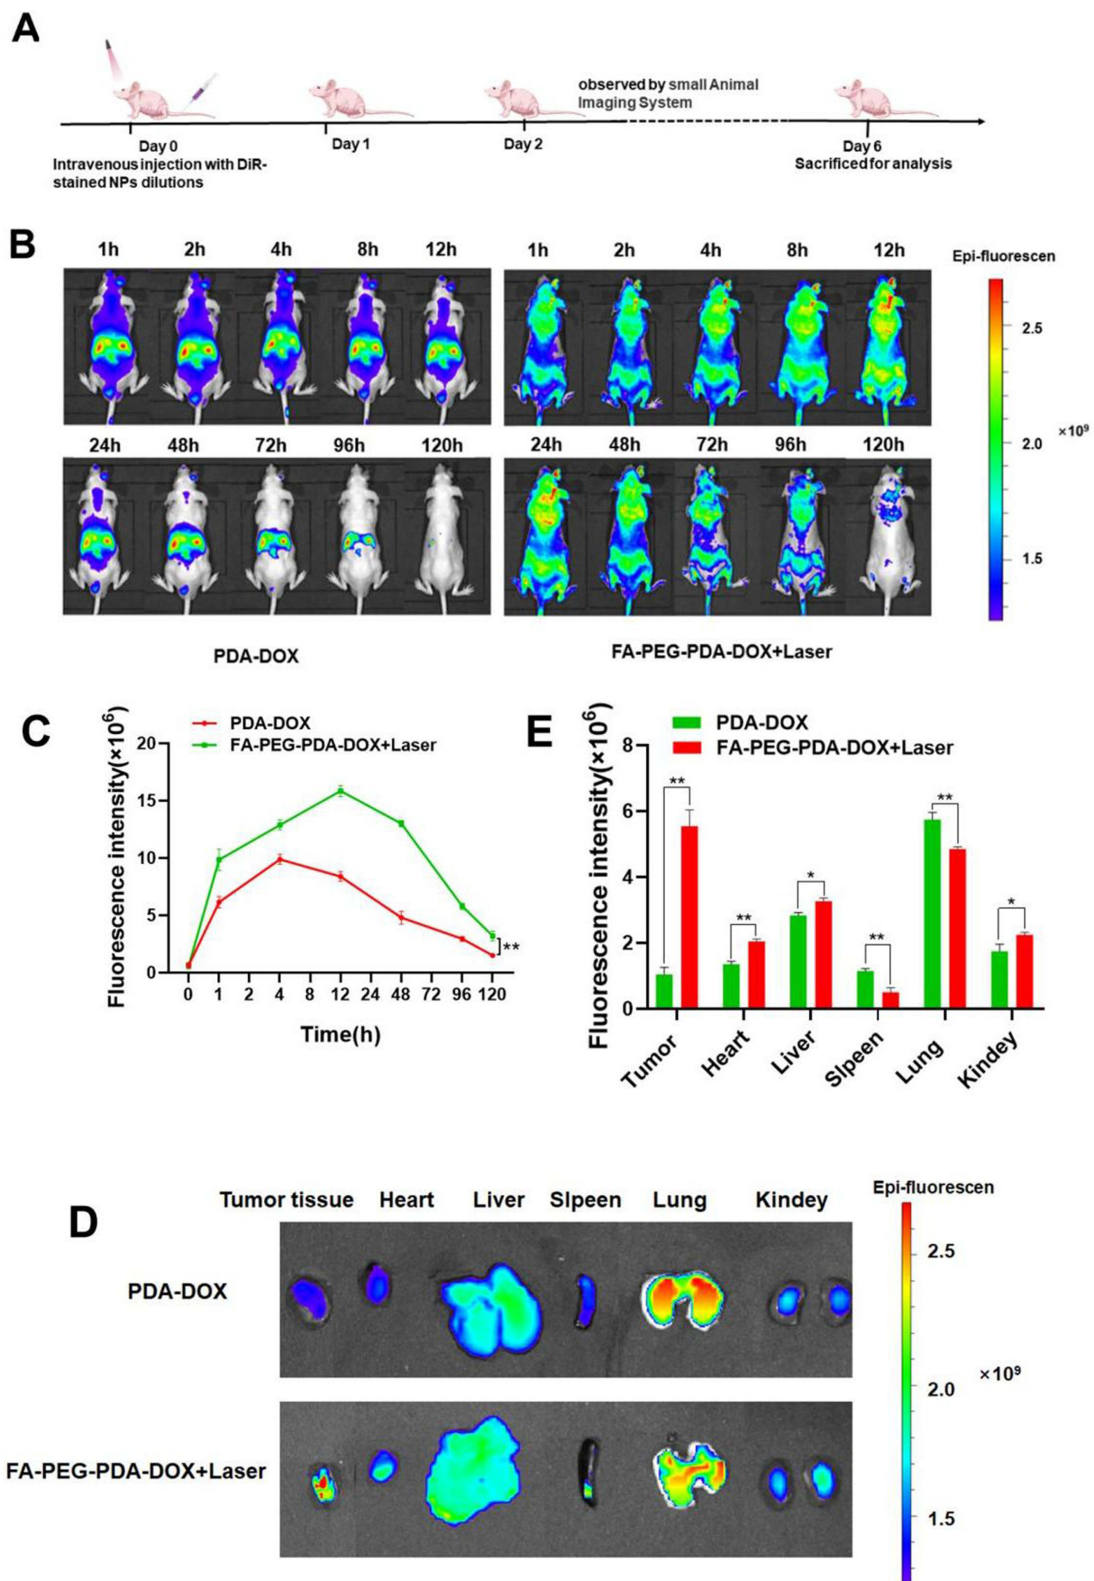 A
observed by small Animal
Imaging System
Day 0
Day 1
Day 2
Day 6
Intravenous injection with DiR-
stained NPs dilutions
Sacrificed for analysis
B
1h 2h 4h 8h 12h
1h 2h 4h 8h 12h
24h 48h 72h 96h 120h
24h 48h 72h 96h 120h
PDA-DOX
FA-PEG-PDA-DOX+Laser
Epi-fluorescen
2.5
2.0
1.5
×10⁹
C
PDA-DOX
FA-PEG-PDA-DOX+Laser
Fluorescence intensity(×10⁶)
20
15
10
5
0
**
0 1 2 4 8 12 24 48 72 96 120
Time(h)
E
PDA-DOX
FA-PEG-PDA-DOX+Laser
Fluorescence intensity(×10⁶)
8
6
4
2
0
**
**
*
**
**
*
Tumor
Heart
Liver
Slpeen
Lung
Kindey
D
Tumor tissue Heart Liver Slpeen Lung Kindey
PDA-DOX
FA-PEG-PDA-DOX+Laser
Epi-fluorescen
2.5
2.0
1.5
×10⁹